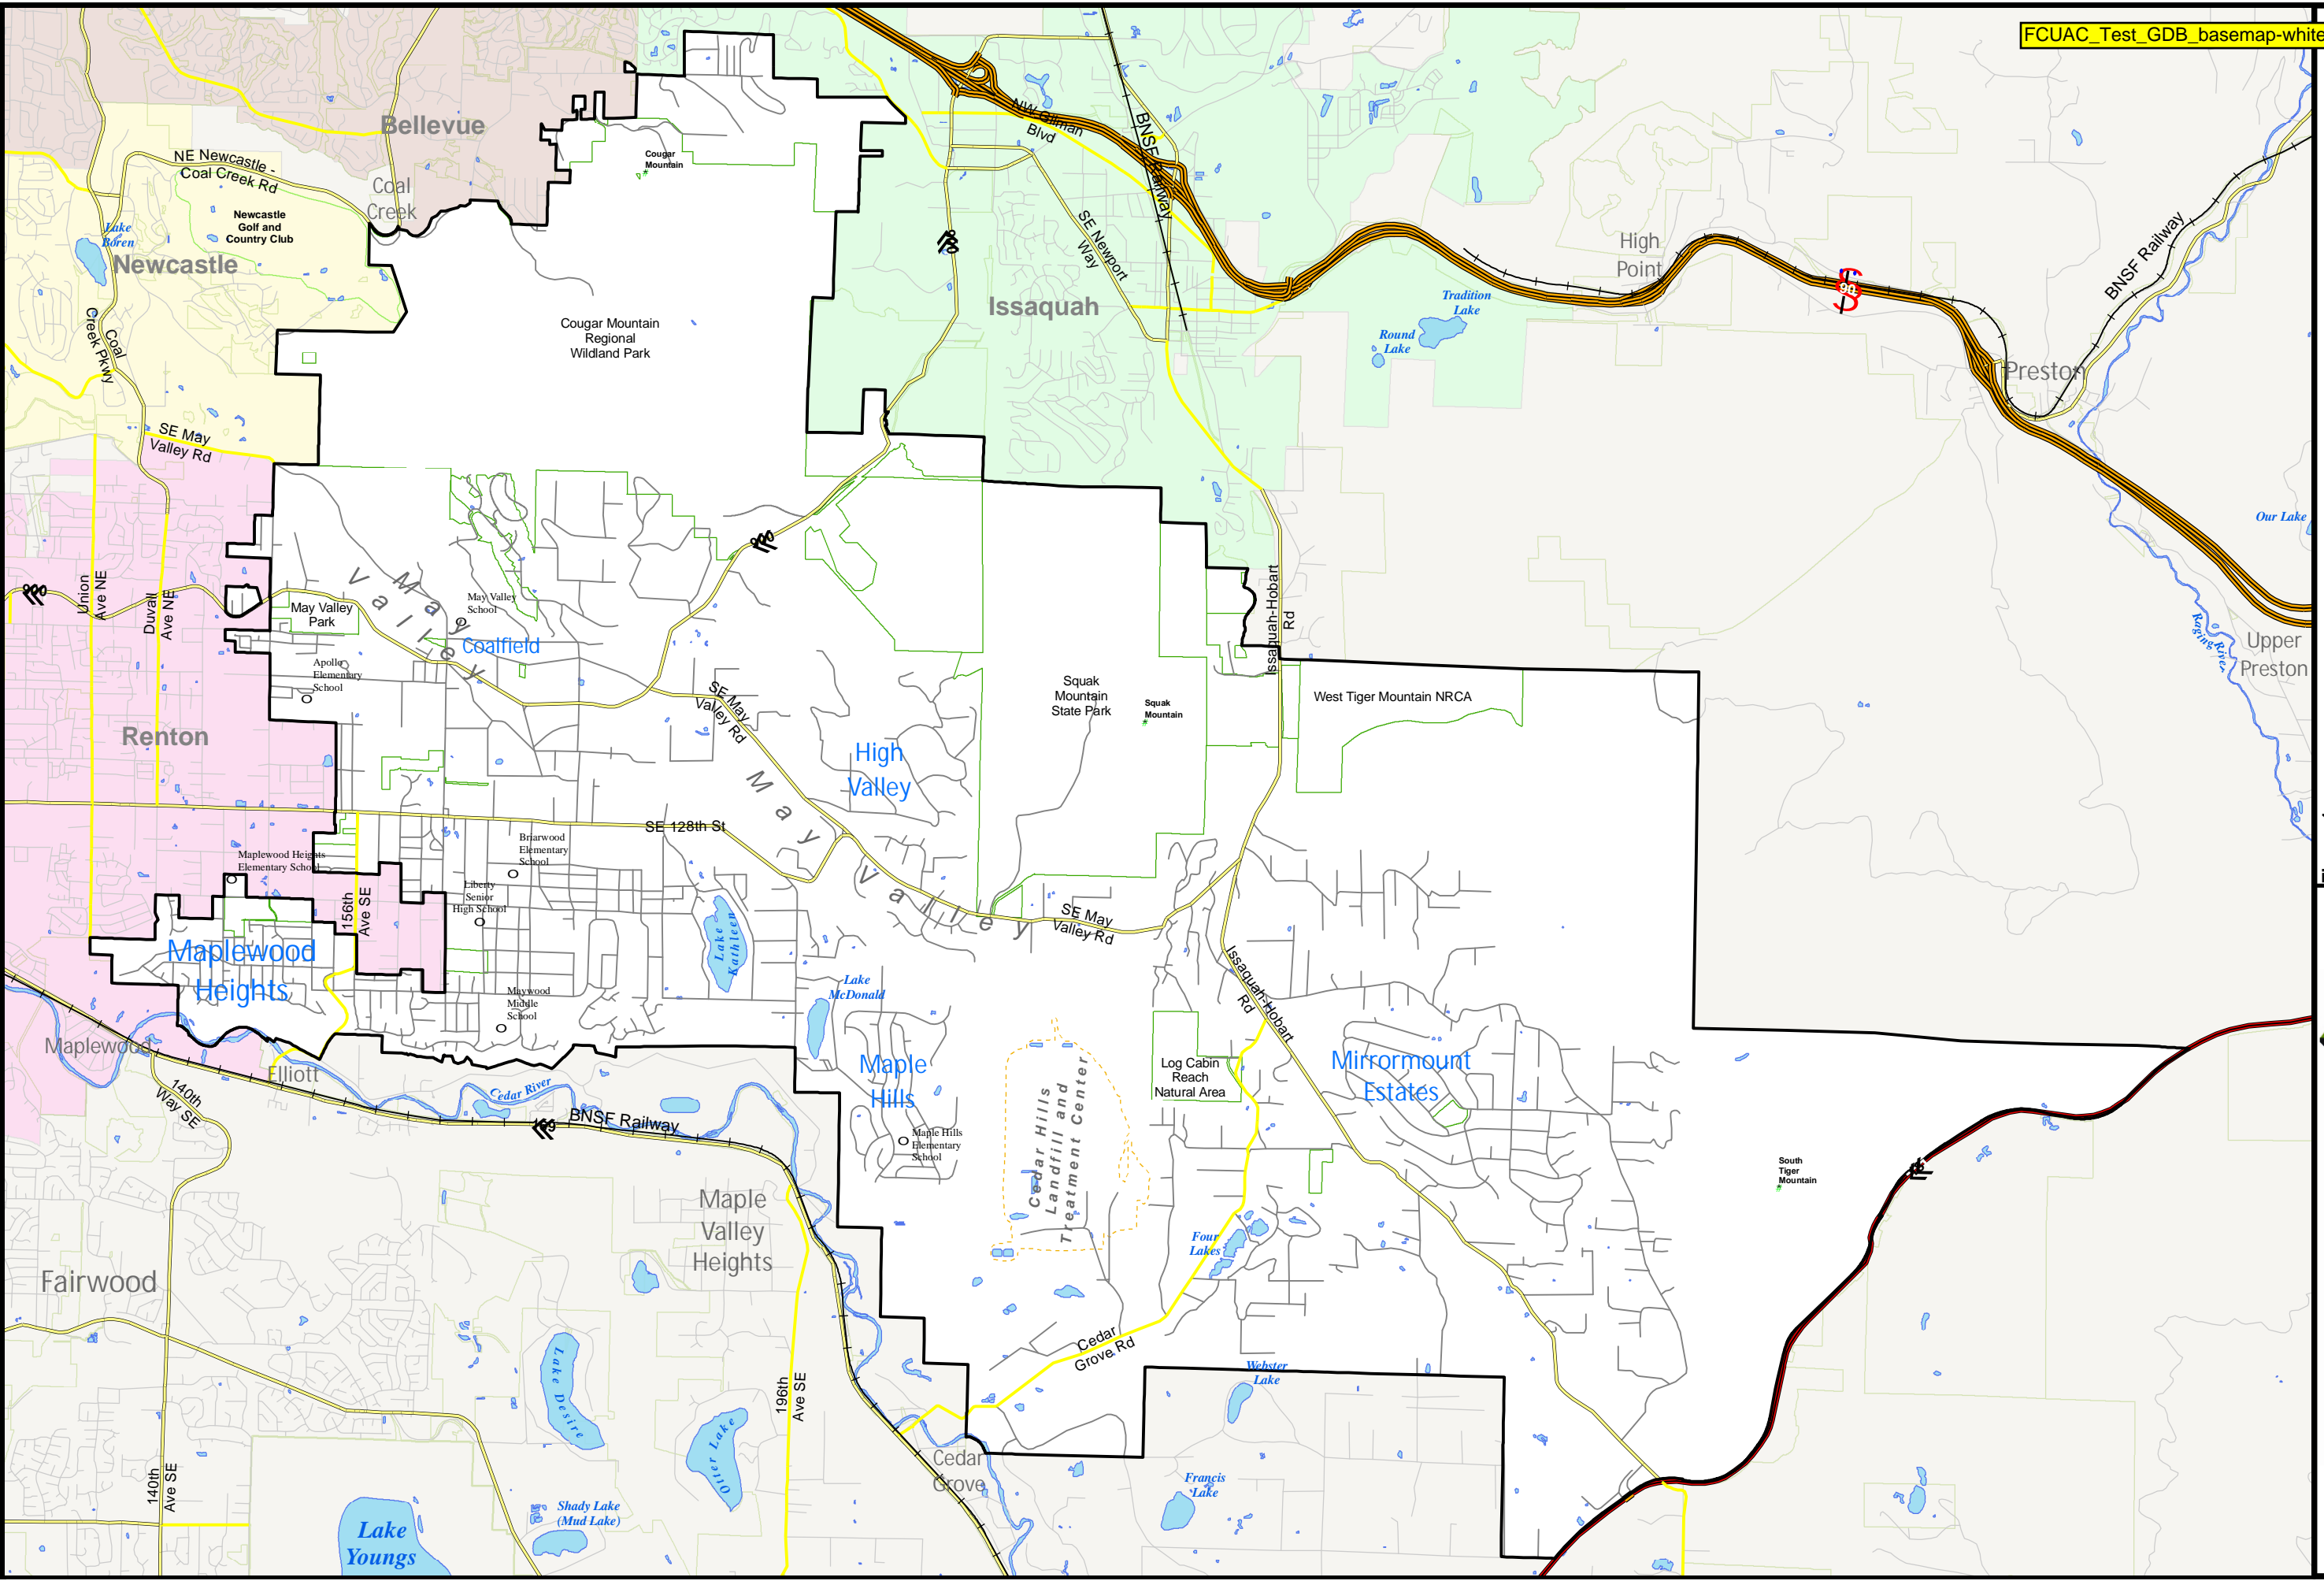 FCUAC_Test_GDB_basemap-white
Bellevue
NE Newcastle -
Coal Creek Rd
Coal
Creek
Newcastle
Golf and
Country Club
Lake
Boren
Newcastle
Coal
Creek Pkwy
SE May
Valley Rd
Cougar
Mountain
Cougar Mountain
Regional
Wildland Park
NW Gilman
Blvd
BNSF Railway
SE Newport
Way
900
Issaquah
High
Point
90
BNSF Railway
Tradition
Lake
Round
Lake
Preston
Our Lake
Raging
River
Upper
Preston
900
Union
Ave NE
Duvall
Ave NE
900
May Valley
Park
May
Valley
May Valley
School
Coalfield
Apollo
Elementary
School
Renton
SE May
Valley Rd
High
Valley
Squak
Mountain
State Park
Squak
Mountain
Issaquah-Hobart
Rd
West Tiger Mountain NRCA
May
Valley
SE 128th St
Briarwood
Elementary
School
Maplewood Heights
Elementary School
Liberty
Senior
High School
156th
Ave SE
Maplewood
Heights
Lake
Kathleen
SE May
Valley Rd
Issaquah-Hobart
Rd
Lake
McDonald
Maywood
Middle
School
Maplewood
Elliott
140th
Way SE
Cedar River
BNSF Railway
169
Maple
Hills
Maple Hills
Elementary
School
Cedar Hills
Landfill and
Treatment Center
Log Cabin
Reach
Natural Area
Mirrormount
Estates
South
Tiger
Mountain
Maple
Valley
Heights
Fairwood
Four
Lakes
Cedar
Grove Rd
Webster
Lake
Lake Desire
Otter Lake
196th
Ave SE
Cedar
Grove
Francis
Lake
140th
Ave SE
Lake
Youngs
Shady Lake
(Mud Lake)